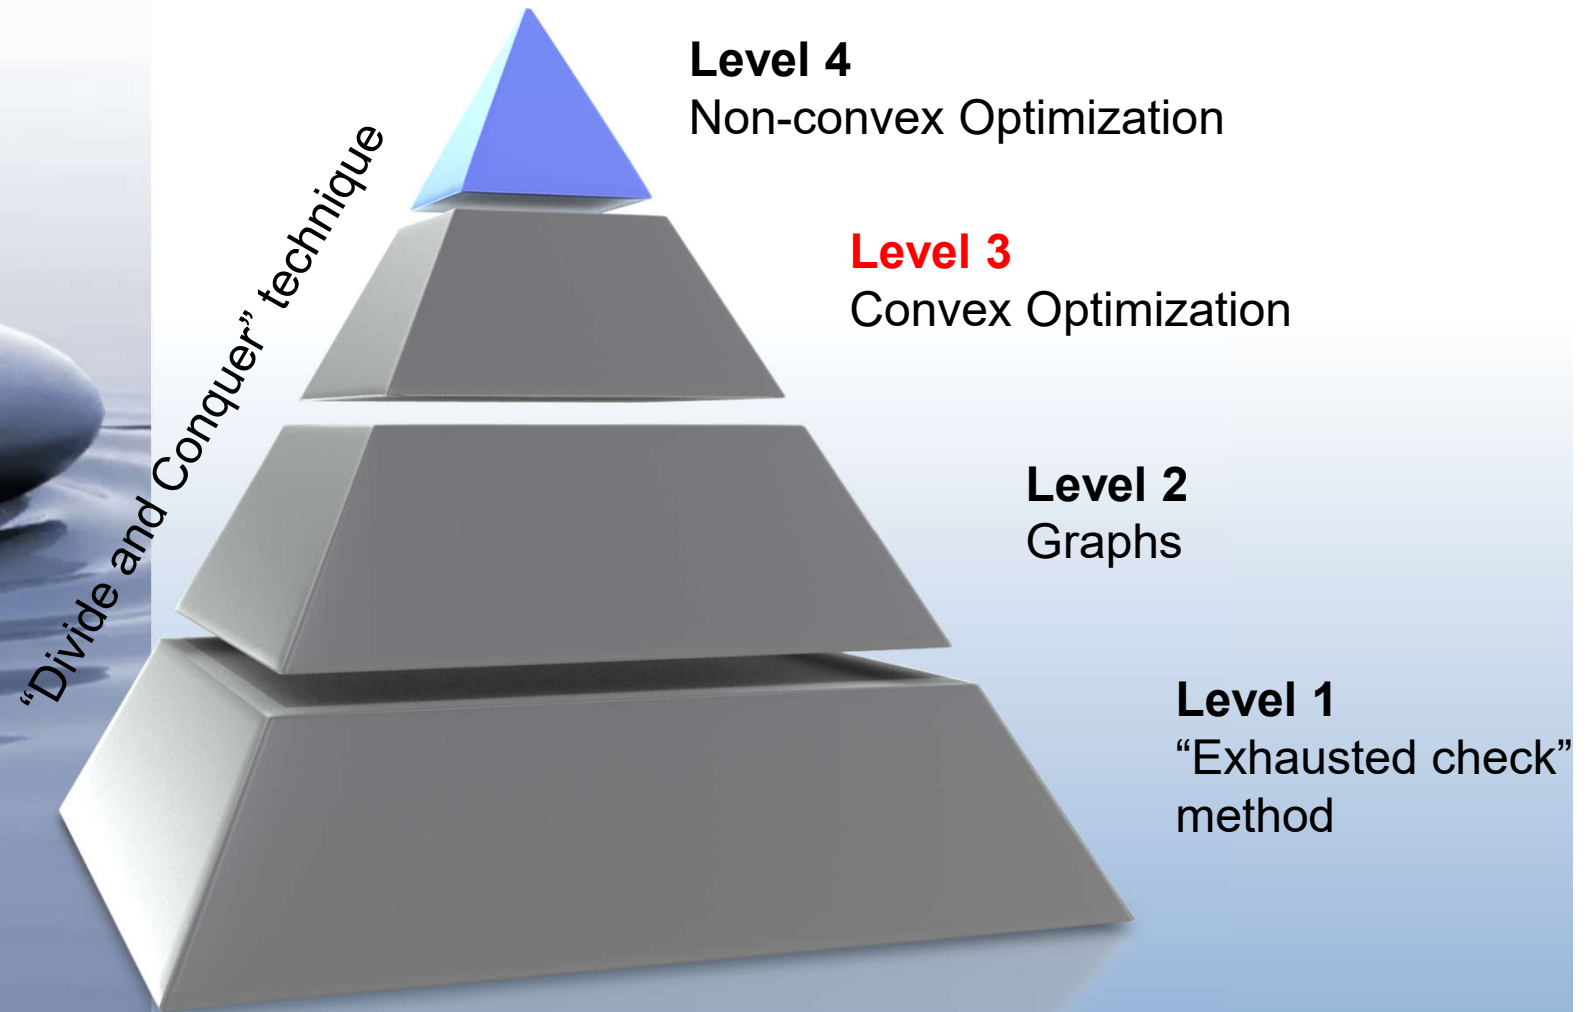 Level 4
Non-convex Optimization
“Divide and Conquer” technique
Level 3
Convex Optimization
Level 2
Graphs
Level 1
“Exhausted check”
method